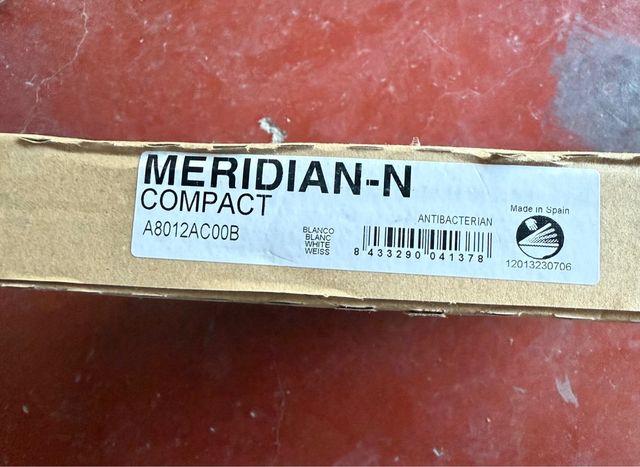 MERIDIAN-N
COMPACT
A8012AC00B
BLANCO
BLANC
WHITE
WEISS
ANTIBACTERIAN
8 433290 041378
Made in Spain
12013230706